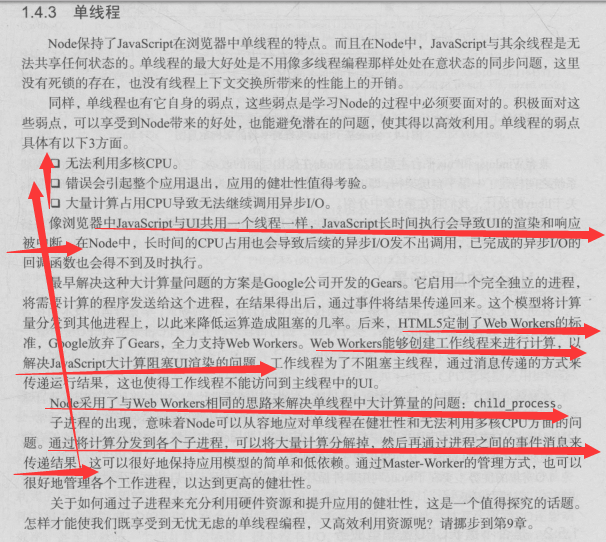 1.4.3 单线程
Node保持了JavaScript在浏览器中单线程的特点。而且在Node中，JavaScript与其余线程是无
法共享任何状态的。单线程的最大好处是不用像多线程编程那样处处在意状态的同步问题，这里
没有死锁的存在，也没有线程上下文交换所带来的性能上的开销。
同样，单线程也有它自身的弱点，这些弱点是学习Node的过程中必须要面对的。积极面对这
些弱点，可以享受到Node带来的好处，也能避免潜在的问题，使其得以高效利用。单线程的弱点
具体有以下3方面。
❑ 无法利用多核CPU。
❑ 错误会引起整个应用退出，应用的健壮性值得考验。
❑ 大量计算占用CPU导致无法继续调用异步I/O。
像浏览器中JavaScript与UI共用一个线程一样，JavaScript长时间执行会导致UI的渲染和响应
被中断。在Node中，长时间的CPU占用也会导致后续的异步I/O发不出调用，已完成的异步I/O的
回调函数也会得不到及时执行。
最早解决这种大计算量问题的方案是Google公司开发的Gears。它启用一个完全独立的进程，
将需要计算的程序发送给这个进程，在结果得出后，通过事件将结果传递回来。这个模型将计算
量分发到其他进程上，以此来降低运算造成阻塞的几率。后来，HTML5定制了Web Workers的标
准，Google放弃了Gears，全力支持Web Workers。Web Workers能够创建工作线程来进行计算，以
解决JavaScript大计算阻塞UI渲染的问题。工作线程为了不阻塞主线程，通过消息传递的方式来
传递运行结果，这也使得工作线程不能访问到主线程中的UI。
Node采用了与Web Workers相同的思路来解决单线程中大计算量的问题：child_process。
子进程的出现，意味着Node可以从容地应对单线程在健壮性和无法利用多核CPU方面的问
题。通过将计算分发到各个子进程，可以将大量计算分解掉，然后再通过进程之间的事件消息来
传递结果，这可以很好地保持应用模型的简单和低依赖。通过Master-Worker的管理方式，也可以
很好地管理各个工作进程，以达到更高的健壮性。
关于如何通过子进程来充分利用硬件资源和提升应用的健壮性，这是一个值得探究的话题。
怎样才能使我们既享受到无忧无虑的单线程编程，又高效利用资源呢？请挪步到第9章。